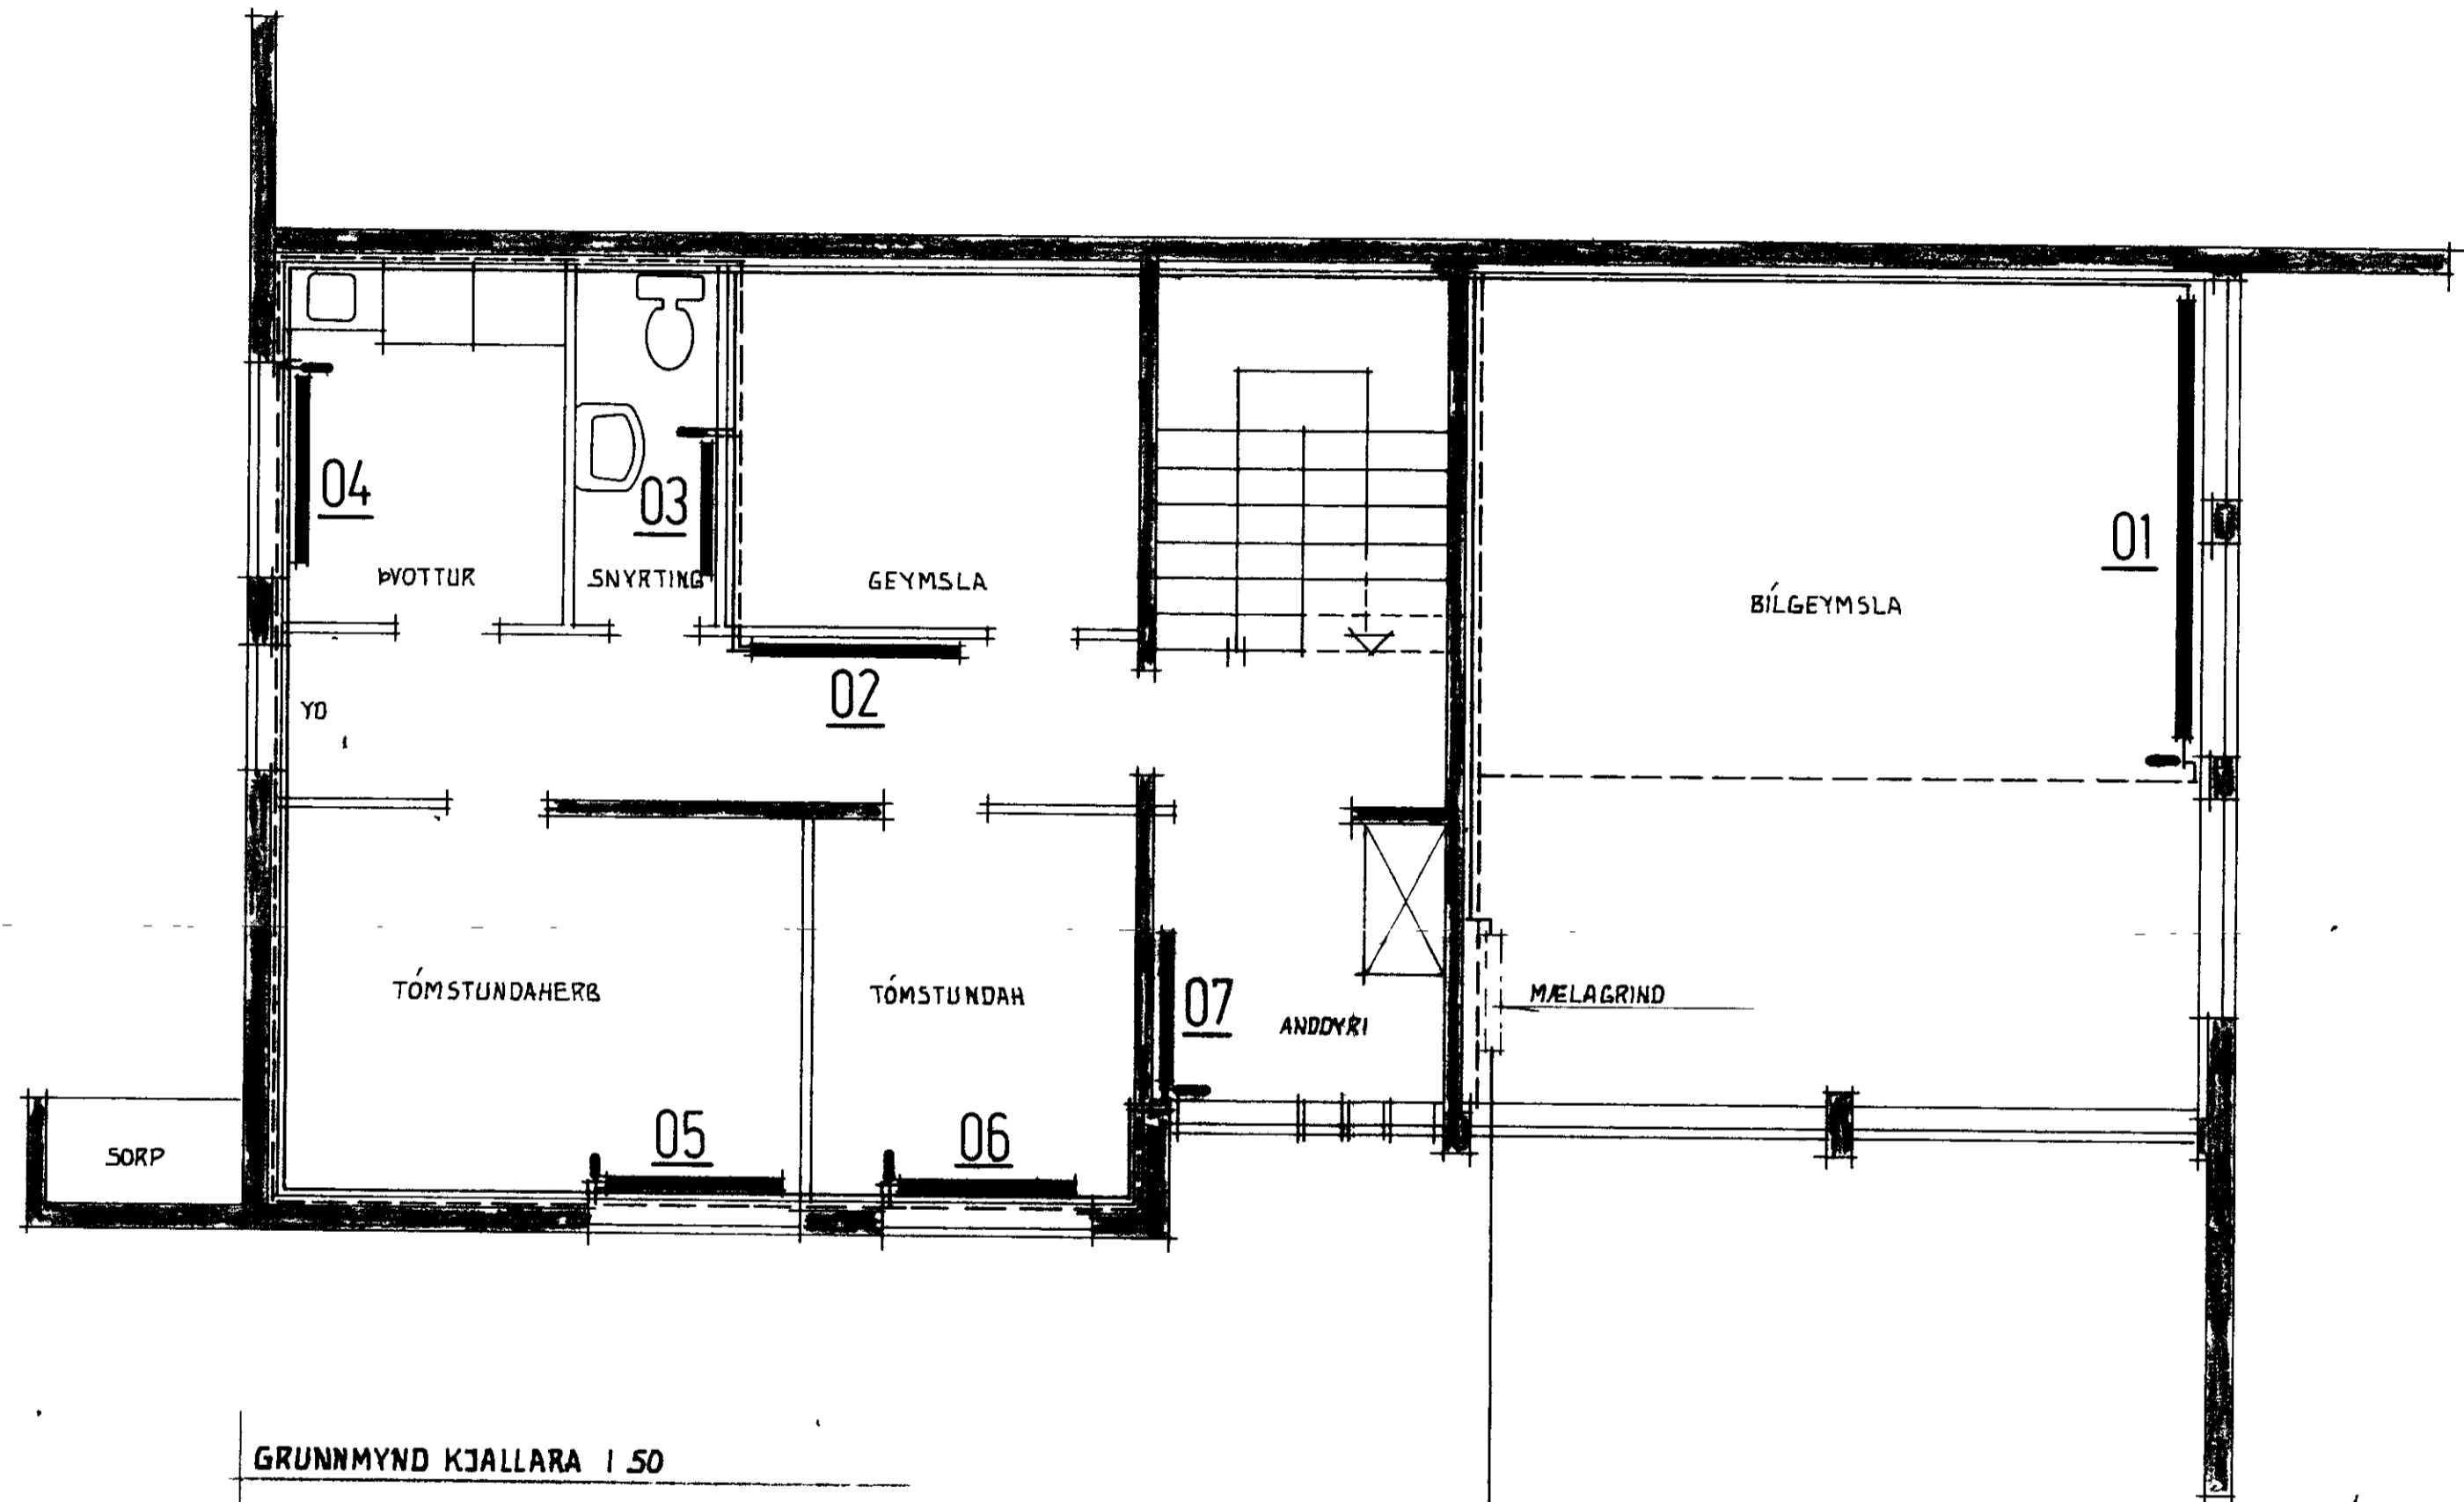 04
03
01
ÞVOTTUR
SNYRTING
GEYMSLA
BÍLGEYMSLA
02
YD
TÓMSTUNDAHERB
TÓMSTUNDAH
07
MÆLAGRIND
ANDDYRI
05
06
SORP
GRUNNMYND KJALLARA 1 50